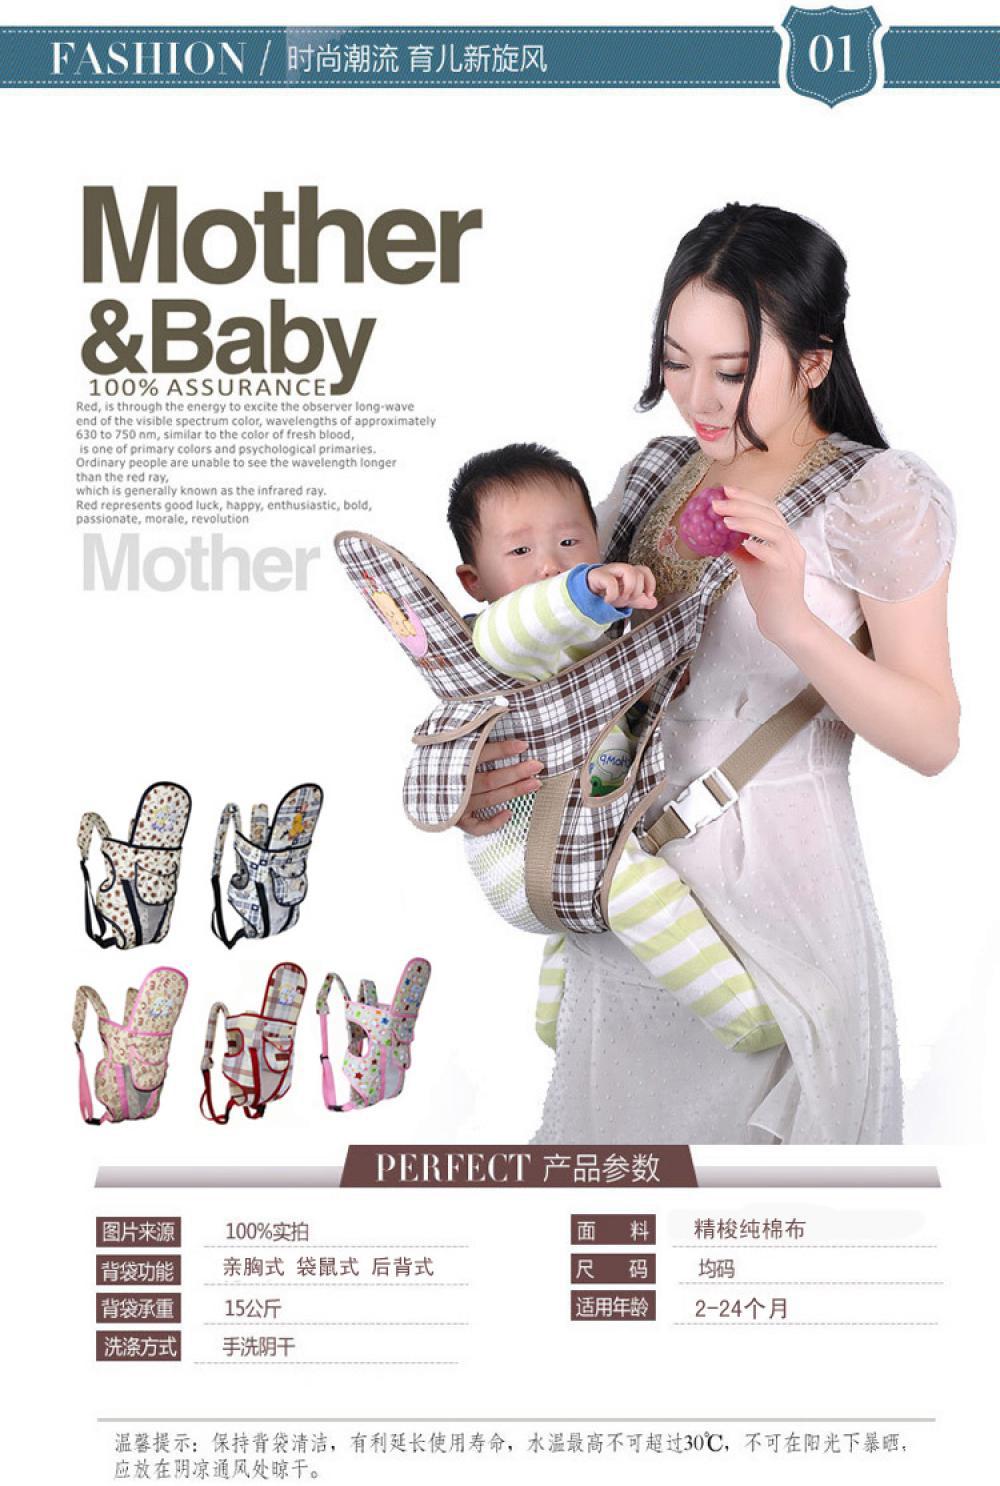 FASHION / 时尚潮流 育儿新旋风
01
Mother
&Baby
100% ASSURANCE
Red, is through the energy to excite the observer long-wave
end of the visible spectrum color, wavelengths of approximately
630 to 750 nm, similar to the color of fresh blood,
is one of primary colors and psychological primaries.
Ordinary people are unable to see the wavelength longer
than the red ray,
which is generally known as the infrared ray.
Red represents good luck, happy, enthusiastic, bold,
passionate, morale, revolution
Mother
PERFECT 产品参数
图片来源 100%实拍
面 料 精梭纯棉布
背袋功能 亲胸式 袋鼠式 后背式
尺 码 均码
背袋承重 15公斤
适用年龄 2-24个月
洗涤方式 手洗阴干
温馨提示：保持背袋清洁，有利延长使用寿命，水温最高不可超过30℃，不可在阳光下暴晒，
应放在阴凉通风处晾干。